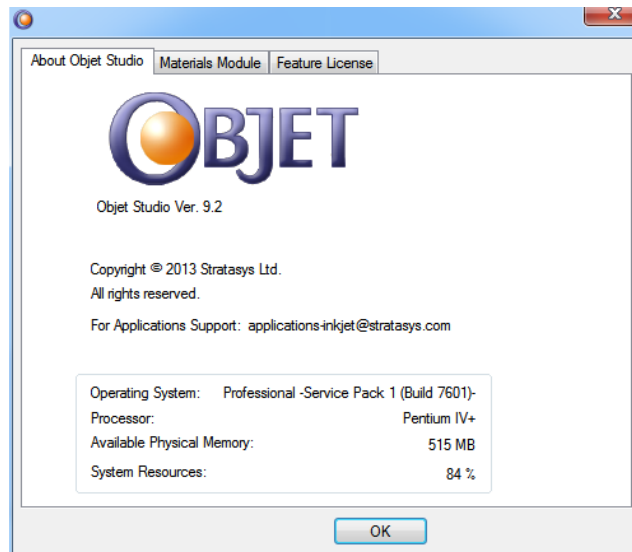 About Objet Studio Materials Module Feature License
OBJET
Objet Studio Ver. 9.2
Copyright © 2013 Stratasys Ltd.
All rights reserved.
For Applications Support: applications-inkjet@stratasys.com
Operating System: Professional -Service Pack 1 (Build 7601)-
Processor: Pentium IV+
Available Physical Memory: 515 MB
System Resources: 84 %
OK